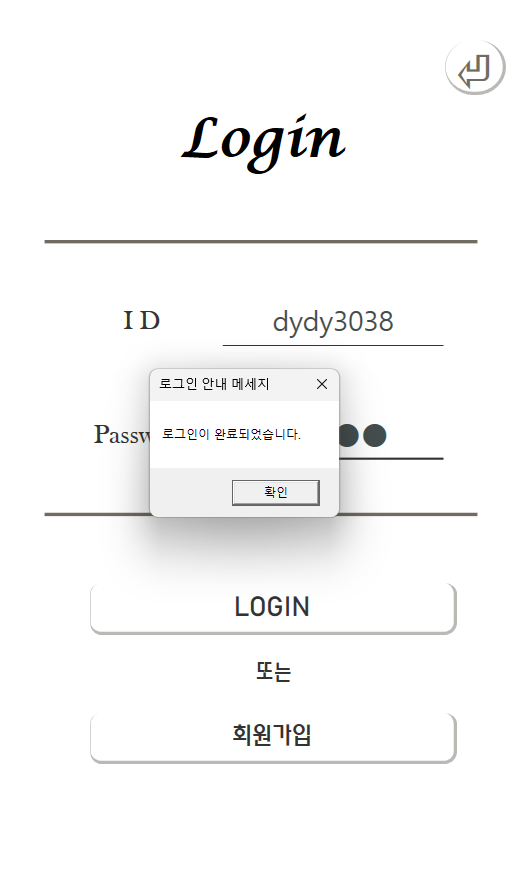 Login
ID
dydy3038
로그인 안내 메세지
로그인이 완료되었습니다.
Passw
확인
LOGIN
또는
회원가입